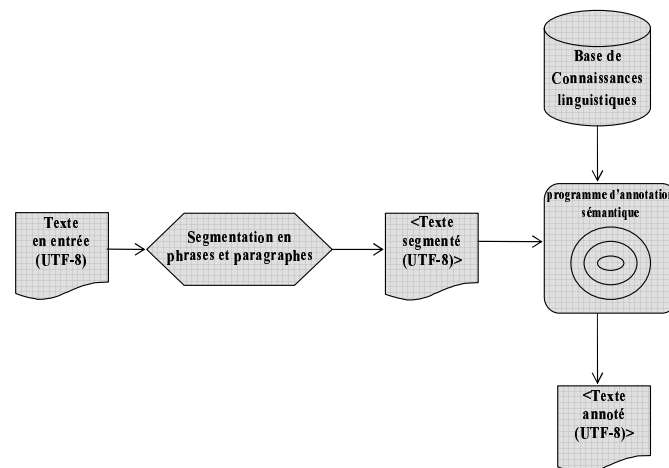 Base de
Connaissances
linguistiques
Texte
en entrée
(UTF-8)
Segmentation en
phrases et paragraphes
<Texte
segmenté
(UTF-8)>
programme d'annotation
sémantique
<Texte
annoté
(UTF-8)>